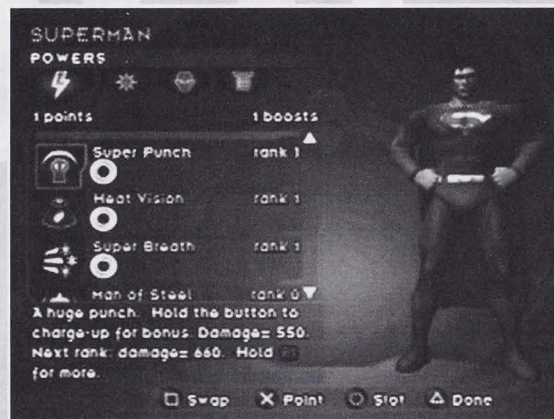 SUPERMAN
POWERS
1 points 1 boosts
Super Punch rank 1
Heat Vision rank 1
Super Breath rank 1
Man of Steel rank 0
A huge punch. Hold the button to
charge-up for bonus. Damage= 550.
Next rank: damage= 660. Hold
for more.
Swap Point Slot Done